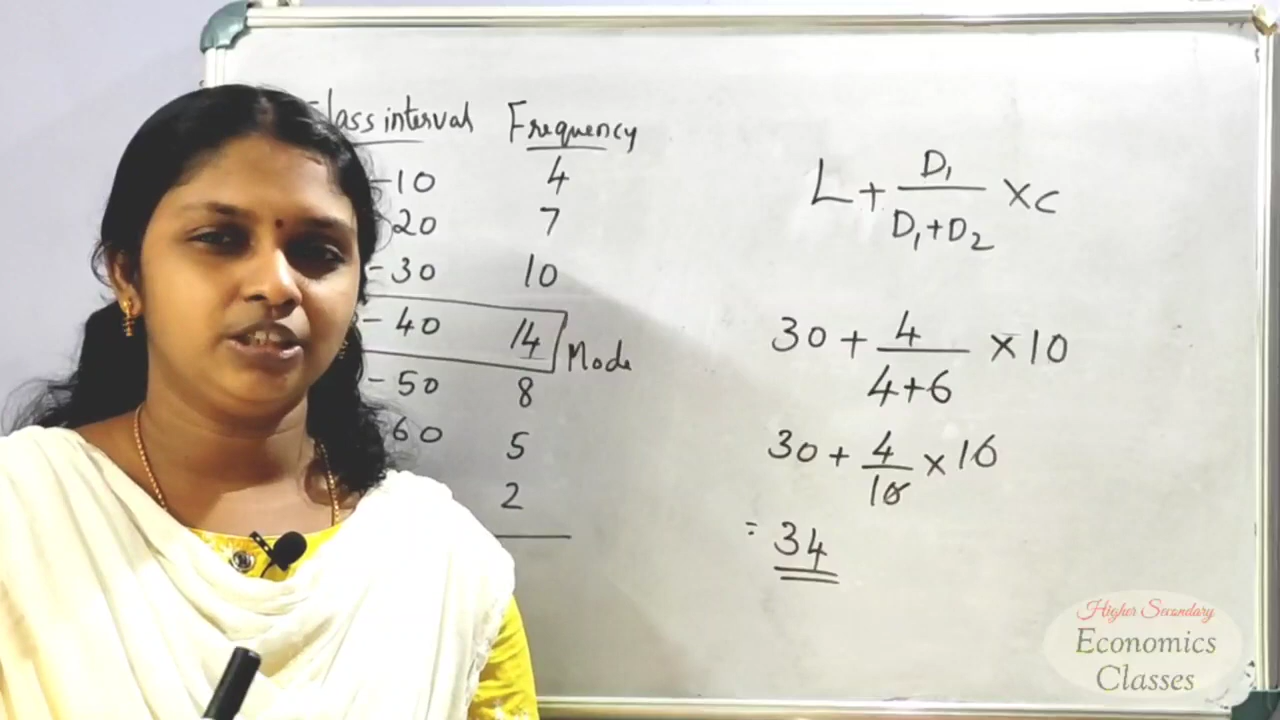 Class interval Frequency
-10 4
20 7
-30 10
- 40 14 Mode
-50 8
60 5
2
L + D₁ / D₁+D₂ × C
30 + 4 / 4+6 × 10
30 + 4 / 10 × 10
= 34
Higher Secondary
Economics
Classes